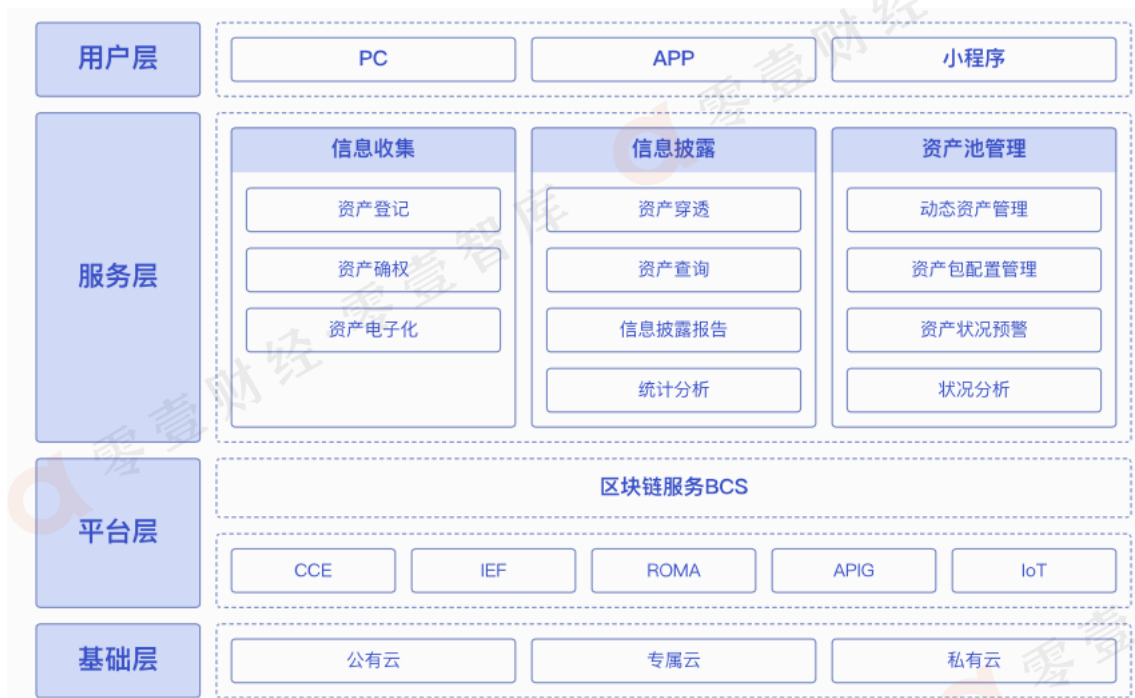 用户层
PC
APP
小程序
服务层
信息收集
资产登记
资产确权
资产电子化
信息披露
资产穿透
资产查询
信息披露报告
统计分析
资产池管理
动态资产管理
资产包配置管理
资产状况预警
状况分析
平台层
区块链服务BCS
CCE
IEF
ROMA
APIG
IoT
基础层
公有云
专属云
私有云
零壹财经
零壹财经·零壹智库
零壹